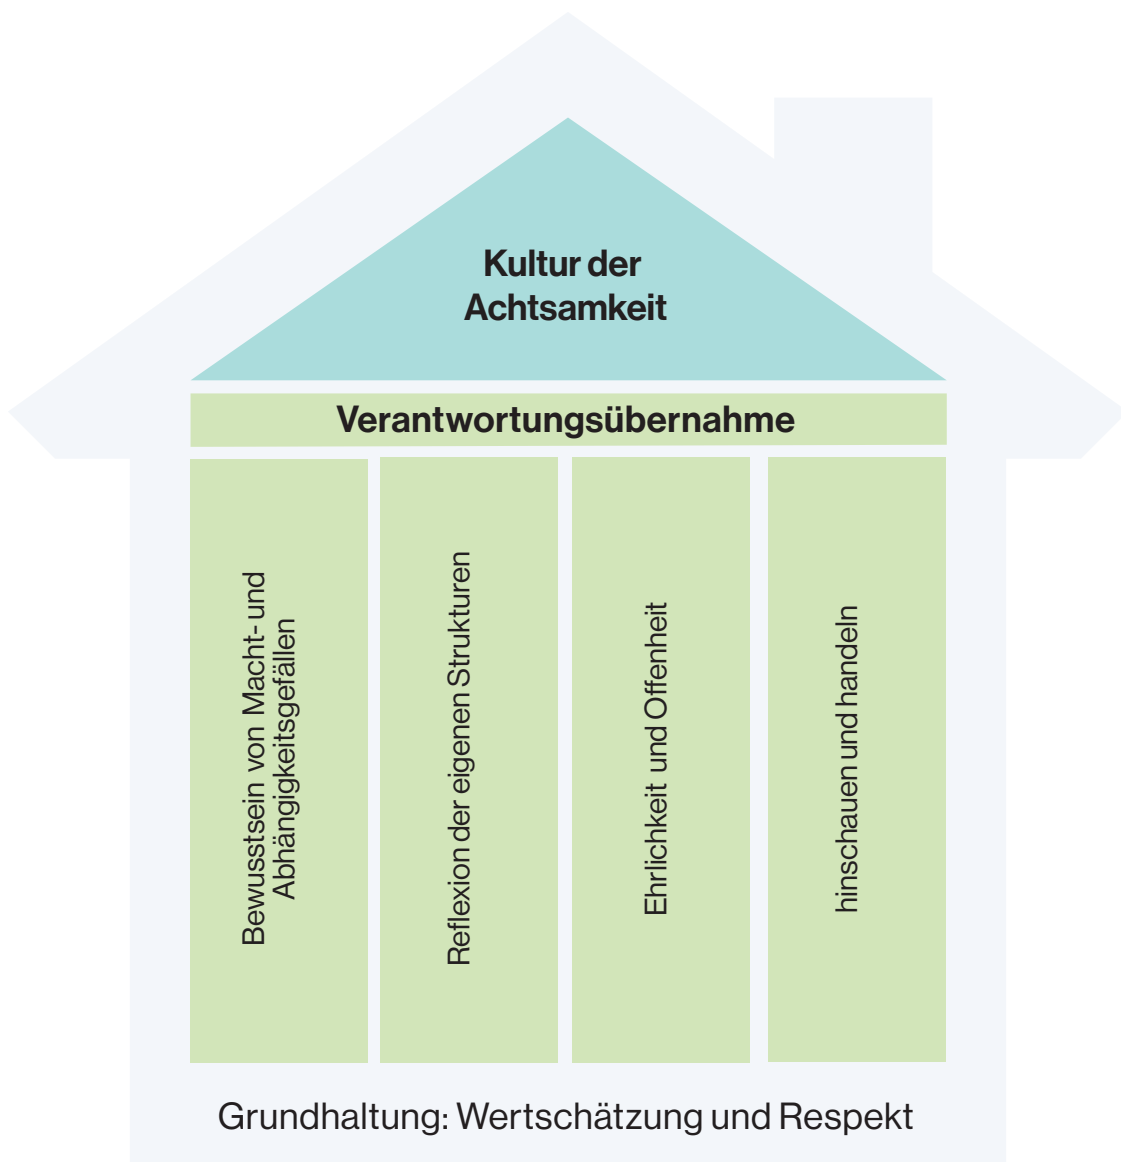 Kultur der
Achtsamkeit
Verantwortungsübernahme
Bewusstsein von Macht- und
Abhängigkeitsgefällen
Reflexion der eigenen Strukturen
Ehrlichkeit und Offenheit
hinschauen und handeln
Grundhaltung: Wertschätzung und Respekt